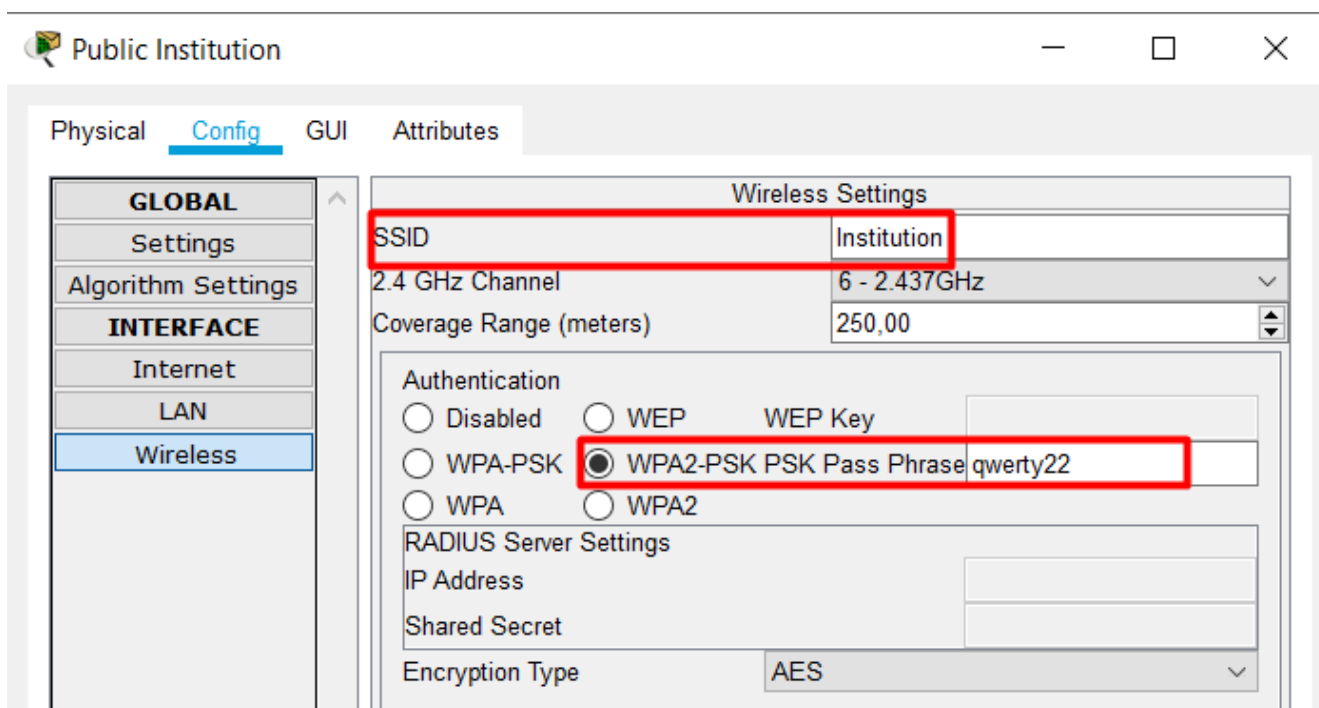 Public Institution
Physical Config GUI Attributes
GLOBAL
Settings
Algorithm Settings
INTERFACE
Internet
LAN
Wireless
Wireless Settings
SSID Institution
2.4 GHz Channel 6 - 2.437GHz
Coverage Range (meters) 250,00
Authentication
Disabled WEP WEP Key
WPA-PSK WPA2-PSK PSK Pass Phrase qwerty22
WPA WPA2
RADIUS Server Settings
IP Address
Shared Secret
Encryption Type AES